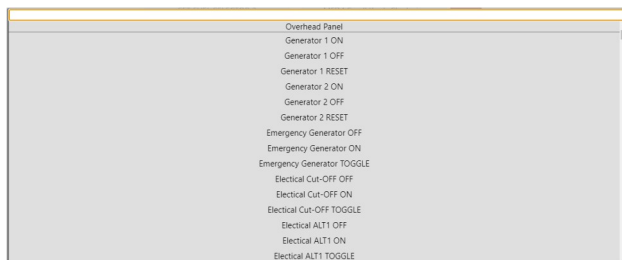 Overhead Panel
Generator 1 ON
Generator 1 OFF
Generator 1 RESET
Generator 2 ON
Generator 2 OFF
Generator 2 RESET
Emergency Generator OFF
Emergency Generator ON
Emergency Generator TOGGLE
Electical Cut-OFF OFF
Electical Cut-OFF ON
Electical Cut-OFF TOGGLE
Electical ALT1 OFF
Electical ALT1 ON
Electical ALT1 TOGGLE